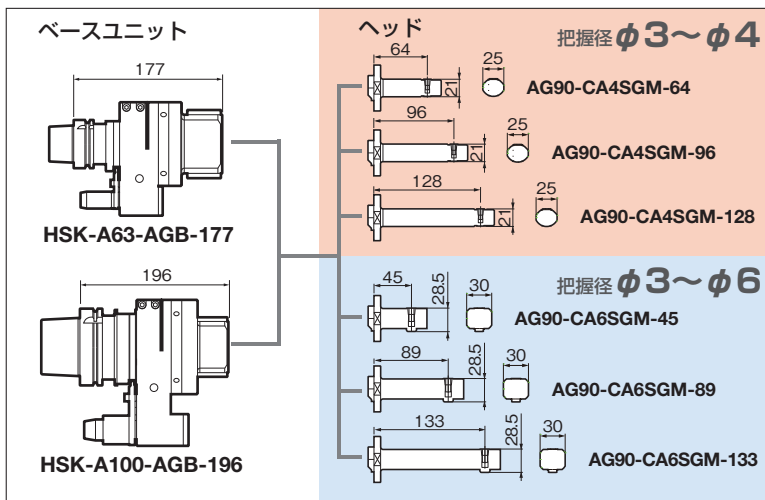 ベースユニット
177
HSK-A63-AGB-177
196
HSK-A100-AGB-196
ヘッド
把握径φ3～φ4
64
21
25
AG90-CA4SGM-64
96
21
25
AG90-CA4SGM-96
128
21
25
AG90-CA4SGM-128
把握径φ3～φ6
45
28.5
30
AG90-CA6SGM-45
89
28.5
30
AG90-CA6SGM-89
133
28.5
30
AG90-CA6SGM-133